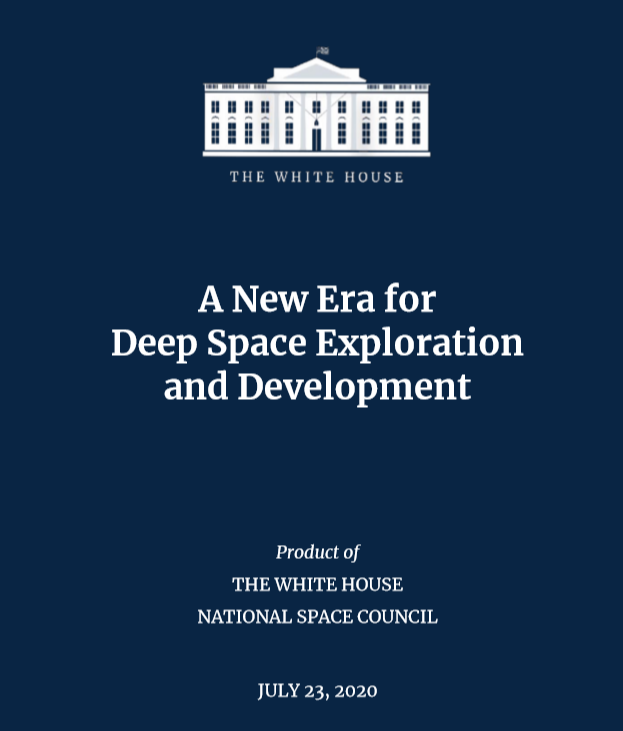 THE WHITE HOUSE
A New Era for
Deep Space Exploration
and Development
Product of
THE WHITE HOUSE
NATIONAL SPACE COUNCIL
JULY 23, 2020